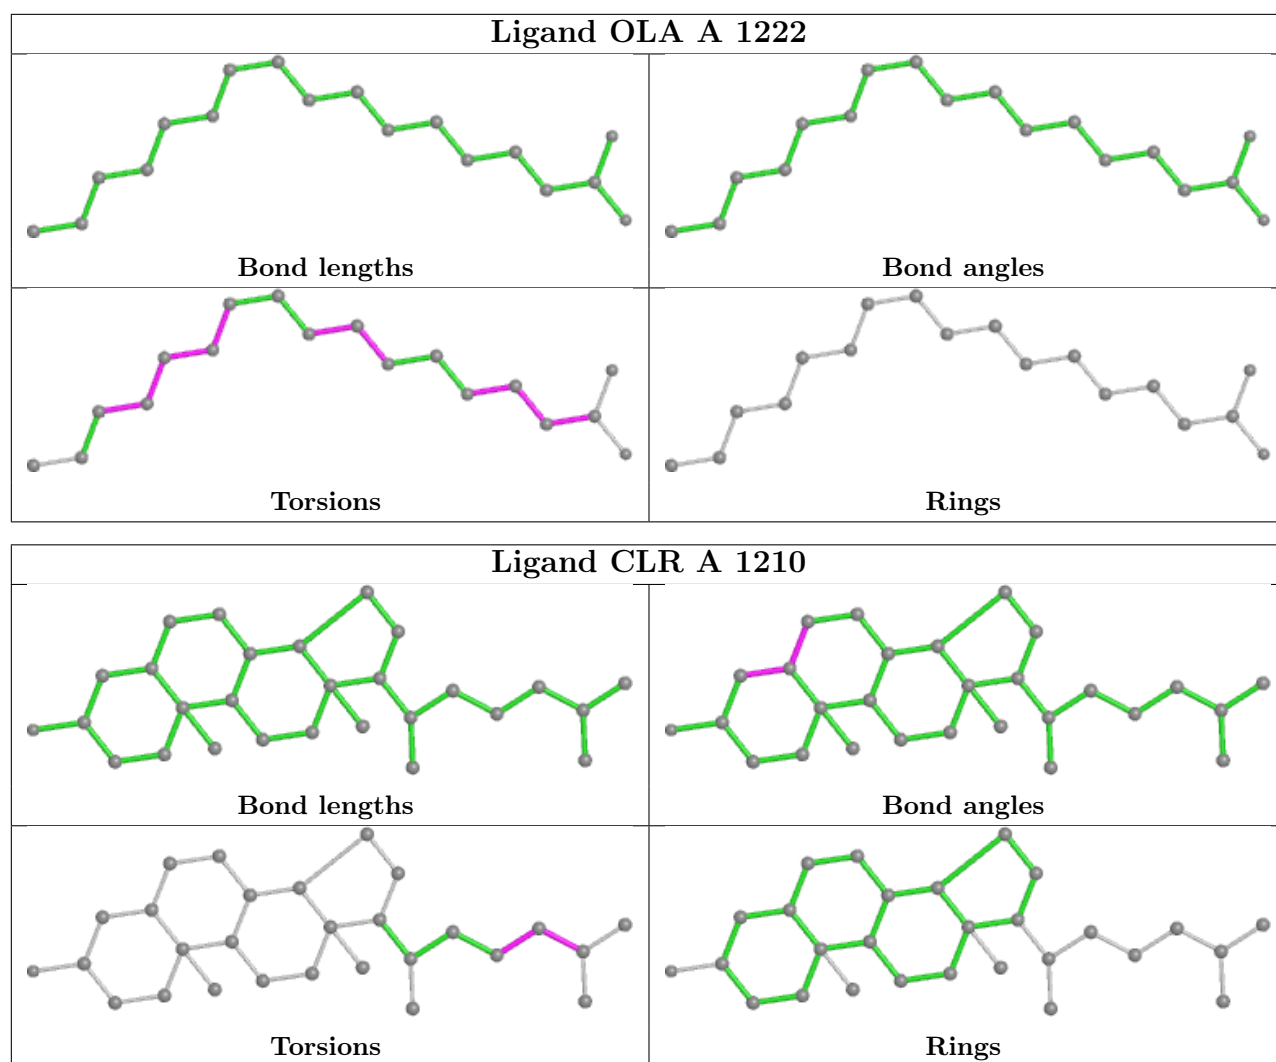 Ligand OLA A 1222
Bond lengths
Bond angles
Torsions
Rings
Ligand CLR A 1210
Bond lengths
Bond angles
Torsions
Rings